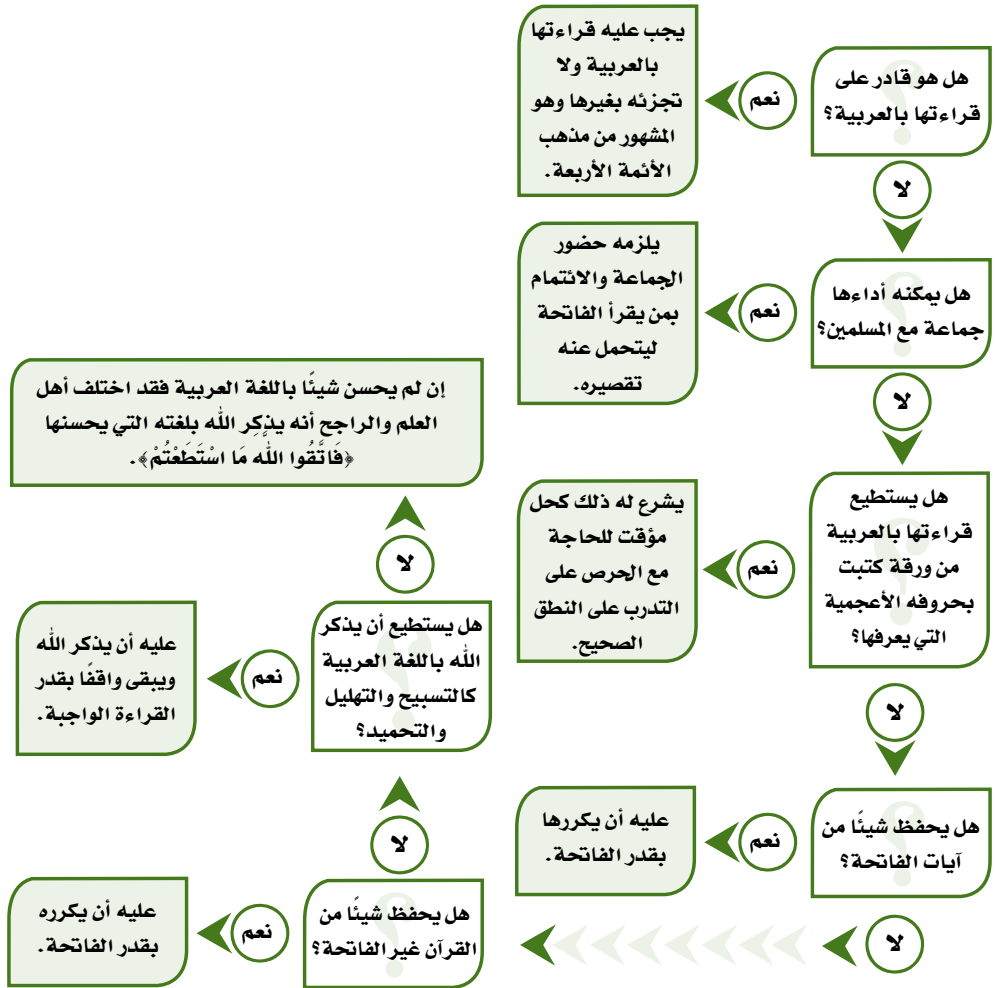 هل هو قادر على
قراءتها بالعربية؟
نعم
يجب عليه قراءتها
بالعربية ولا
تجزئه بغيرها وهو
المشهور من مذهب
الأئمة الأربعة.
لا
هل يمكنه أداءها
جماعة مع المسلمين؟
نعم
يلزمه حضور
الجماعة والائتمام
بمن يقرأ الفاتحة
ليتحمل عنه
تقصيره.
لا
هل يستطيع
قراءتها بالعربية
من ورقة كتبت
بحروفه الأعجمية
التي يعرفها؟
نعم
يشرع له ذلك كحل
مؤقت للحاجة
مع الحرص على
التدرب على النطق
الصحيح.
لا
هل يحفظ شيئًا من
آيات الفاتحة؟
نعم
عليه أن يكررها
بقدر الفاتحة.
لا
هل يحفظ شيئًا من
القرآن غير الفاتحة؟
نعم
عليه أن يكرره
بقدر الفاتحة.
لا
هل يستطيع أن يذكر
الله باللغة العربية
كالتسبيح والتهليل
والتحميد؟
نعم
عليه أن يذكر الله
ويبقى واقفًا بقدر
القراءة الواجبة.
لا
إن لم يحسن شيئًا باللغة العربية فقد اختلف أهل
العلم والراجح أنه يذكِر الله بلغته التي يحسنها
﴿فَاتَّقُوا الله مَا اسْتَطَعْتُمْ﴾.